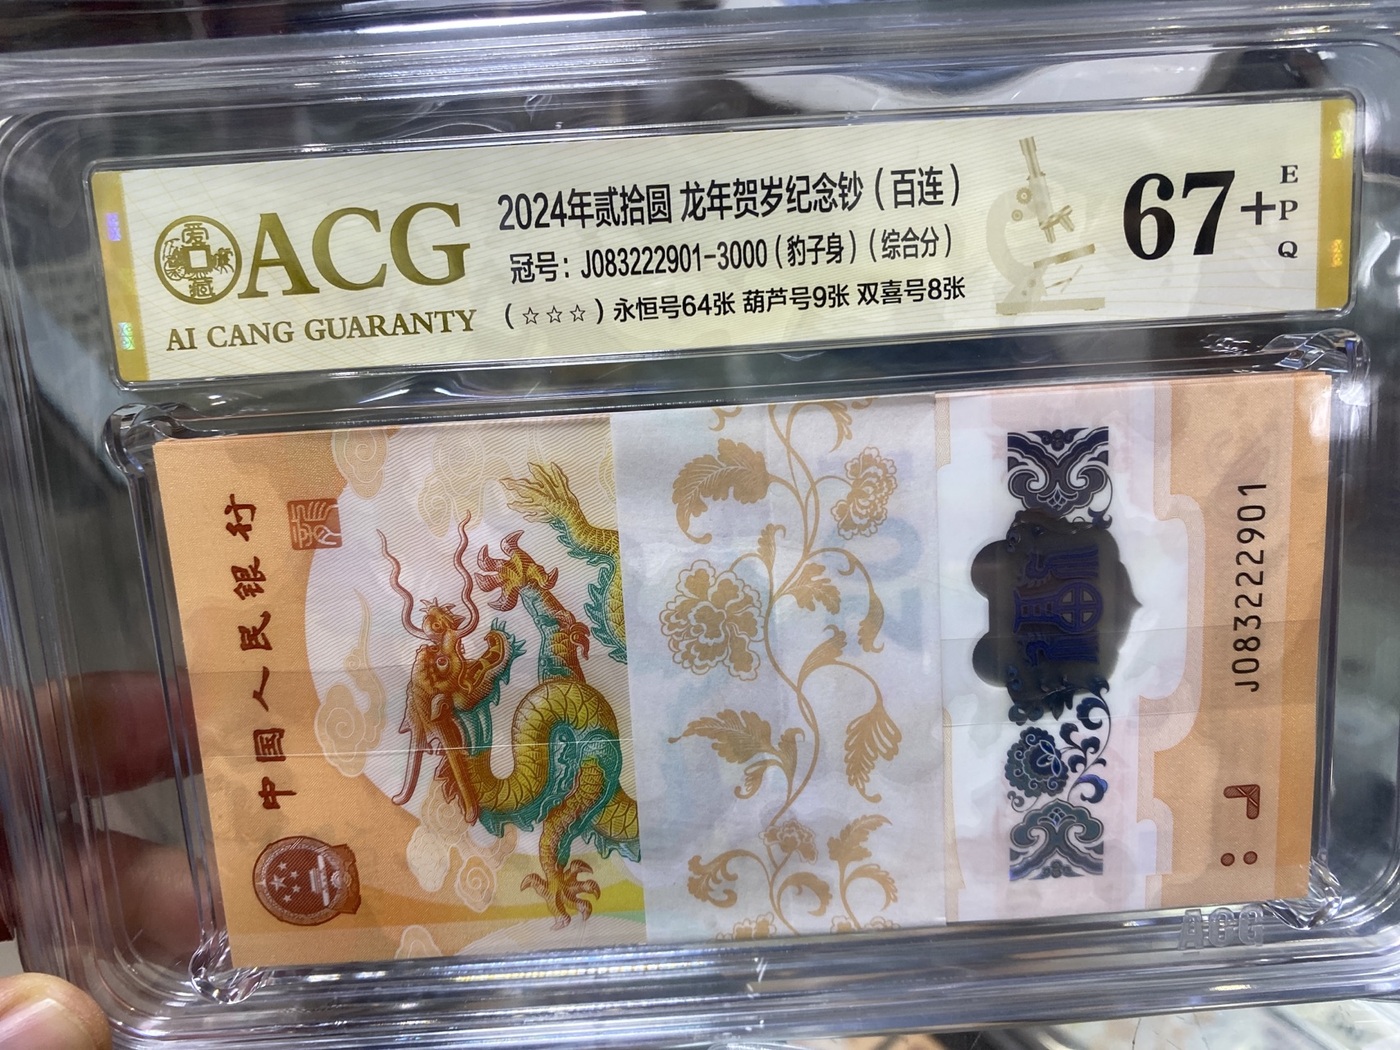 ACG
AI CANG GUARANTY
2024年贰拾圆 龙年贺岁纪念钞（百连）
冠号：J083222901-3000（豹子身）（综合分）
（☆☆☆）永恒号64张 葫芦号9张 双喜号8张
67+
EPQ
中国人民银行
J083222901
ACG